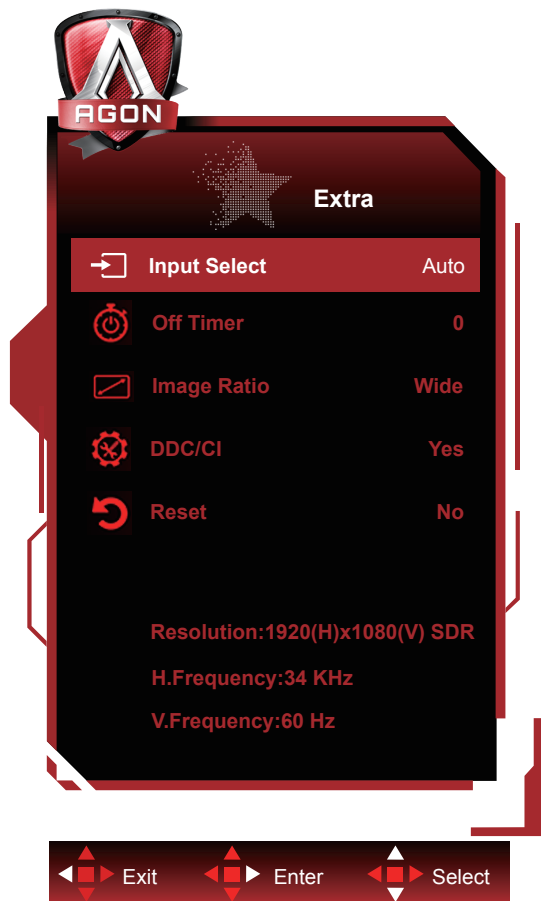 AGON
Extra
Input Select Auto
Off Timer 0
Image Ratio Wide
DDC/CI Yes
Reset No
Resolution:1920(H)x1080(V) SDR
H.Frequency:34 KHz
V.Frequency:60 Hz
Exit Enter Select